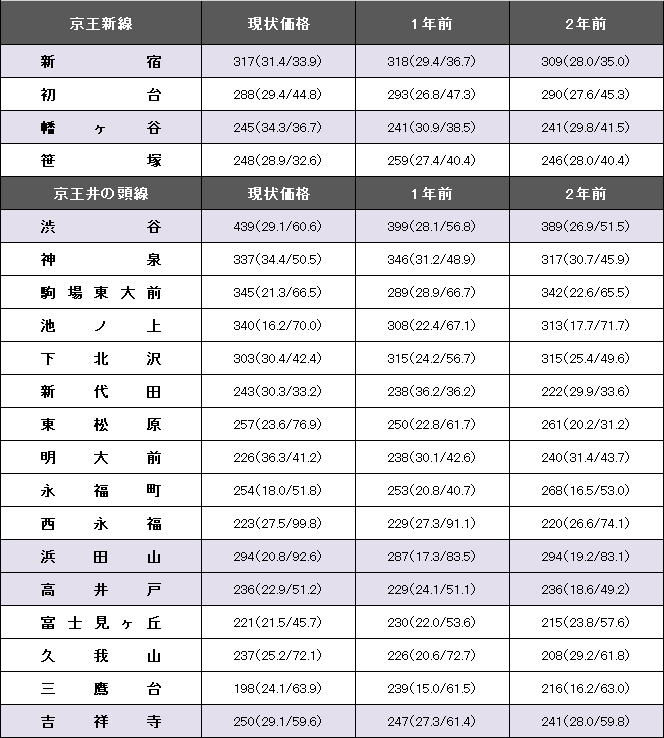 京王新線 現状価格 1年前 2年前
新宿 317(31.4/33.9) 318(29.4/36.7) 309(28.0/35.0)
初台 288(29.4/44.8) 293(26.8/47.3) 290(27.6/45.3)
幡ヶ谷 245(34.3/36.7) 241(30.9/38.5) 241(29.8/41.5)
笹塚 248(28.9/32.6) 259(27.4/40.4) 246(28.0/40.4)
京王井の頭線 現状価格 1年前 2年前
渋谷 439(29.1/60.6) 399(28.1/56.8) 389(26.9/51.5)
神泉 337(34.4/50.5) 346(31.2/48.9) 317(30.7/45.9)
駒場東大前 345(21.3/66.5) 289(28.9/66.7) 342(22.6/65.5)
池ノ上 340(16.2/70.0) 308(22.4/67.1) 313(17.7/71.7)
下北沢 303(30.4/42.4) 315(24.2/56.7) 315(25.4/49.6)
新代田 243(30.3/33.2) 238(36.2/36.2) 222(29.9/33.6)
東松原 257(23.6/76.9) 250(22.8/61.7) 261(20.2/31.2)
明大前 226(36.3/41.2) 238(30.1/42.6) 240(31.4/43.7)
永福町 254(18.0/51.8) 253(20.8/40.7) 268(16.5/53.0)
西永福 223(27.5/99.8) 229(27.3/91.1) 220(26.6/74.1)
浜田山 294(20.8/92.6) 287(17.3/83.5) 294(19.2/83.1)
高井戸 236(22.9/51.2) 229(24.1/51.1) 236(18.6/49.2)
富士見ヶ丘 221(21.5/45.7) 230(22.0/53.6) 215(23.8/57.6)
久我山 237(25.2/72.1) 226(20.6/72.7) 208(29.2/61.8)
三鷹台 198(24.1/63.9) 239(15.0/61.5) 216(16.2/63.0)
吉祥寺 250(29.1/59.6) 247(27.3/61.4) 241(28.0/59.8)